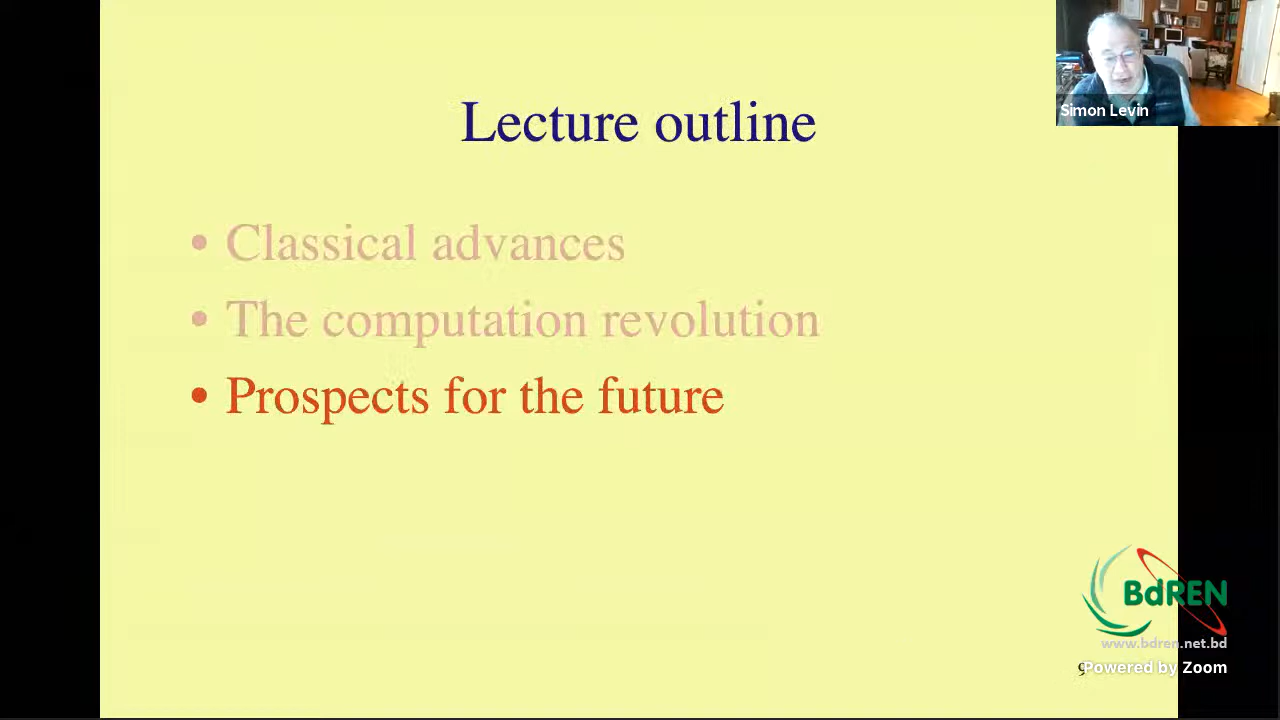 Lecture outline
Simon Levin
• Classical advances
• The computation revolution
• Prospects for the future
BdREN
www.bdren.net.bd
Powered by Zoom